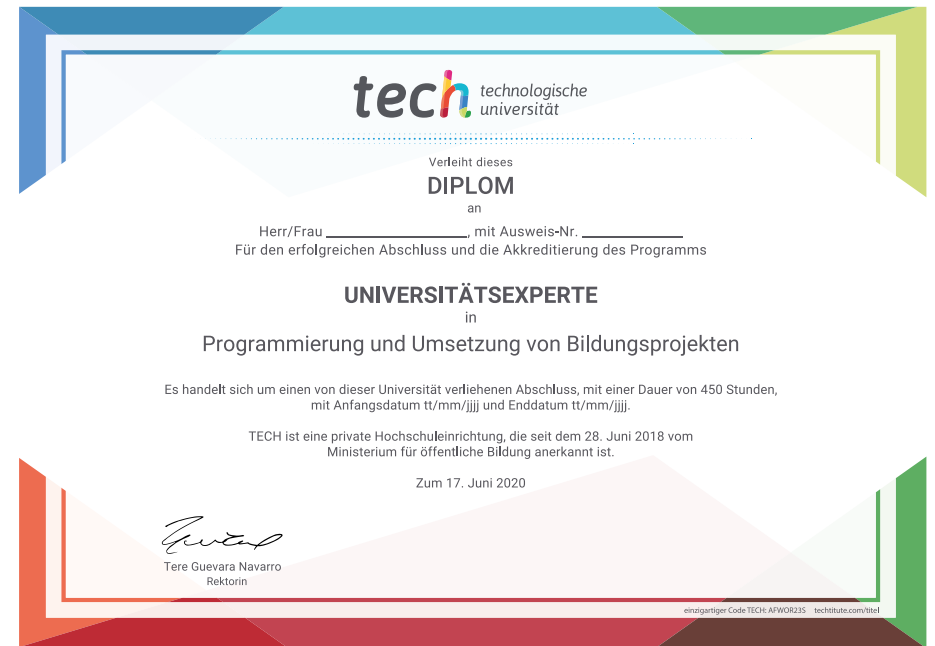 tech technologische
universität
Verleiht dieses
DIPLOM
an
Herr/Frau ____________________, mit Ausweis-Nr. ______________
Für den erfolgreichen Abschluss und die Akkreditierung des Programms
UNIVERSITÄTSEXPERTE
in
Programmierung und Umsetzung von Bildungsprojekten
Es handelt sich um einen von dieser Universität verliehenen Abschluss, mit einer Dauer von 450 Stunden,
mit Anfangsdatum tt/mm/jjjj und Enddatum tt/mm/jjjj.
TECH ist eine private Hochschuleinrichtung, die seit dem 28. Juni 2018 vom
Ministerium für öffentliche Bildung anerkannt ist.
Zum 17. Juni 2020
Tere Guevara Navarro
Rektorin
einzigartiger Code TECH: AFWOR23S techtitute.com/titel